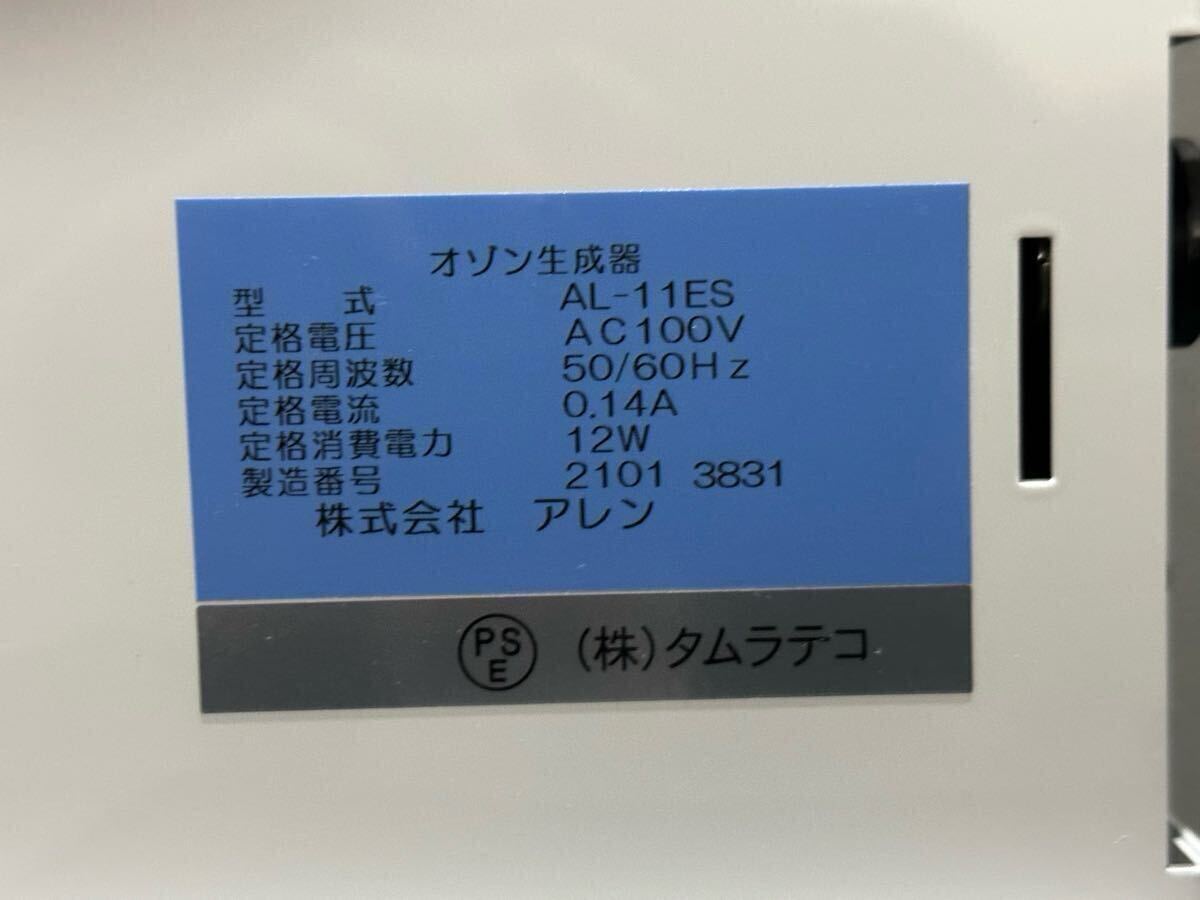 オゾン生成器
型　　式　AL-11ES
定格電圧　AC100V
定格周波数　50/60Hz
定格電流　0.14A
定格消費電力　12W
製造番号　2101 3831
株式会社　アレン
PSE （株）タムラデコ